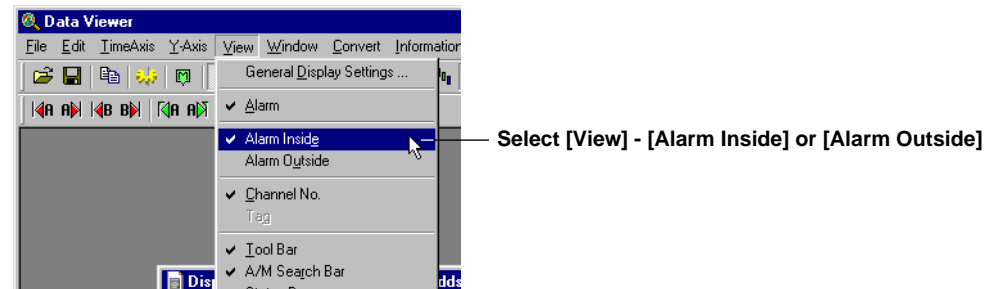 Data Viewer
File Edit TimeAxis Y-Axis View Window Convert Information
General Display Settings ...
A A B B A A
Alarm
Alarm Inside
Select [View] - [Alarm Inside] or [Alarm Outside]
Alarm Outside
Channel No.
Tag
Tool Bar
A/M Search Bar